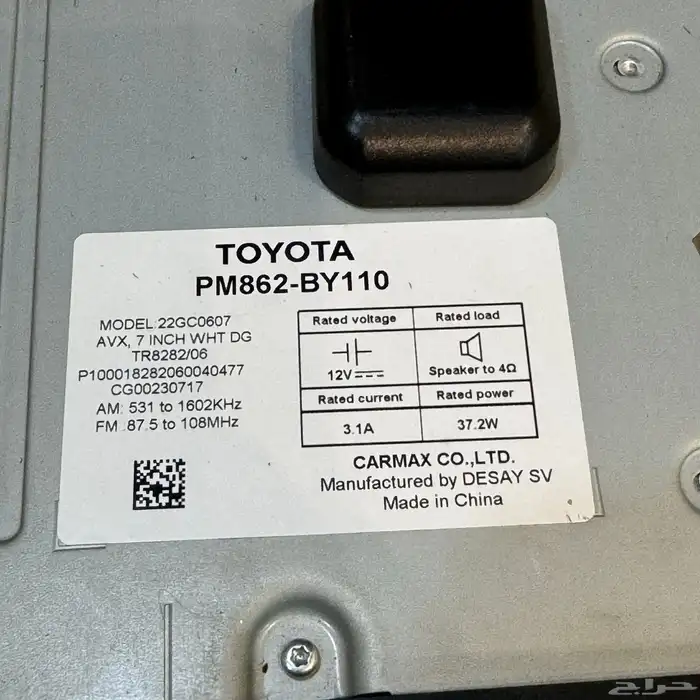 TOYOTA
PM862-BY110
MODEL:22GC0607
AVX, 7 INCH WHT DG
TR8282/06
P100018282060040477
CG00230717
AM: 531 to 1602KHz
FM :87.5 to 108MHz
Rated voltage
Rated load
12V
Speaker to 4Ω
Rated current
Rated power
3.1A
37.2W
CARMAX CO.,LTD.
Manufactured by DESAY SV
Made in China
حراج